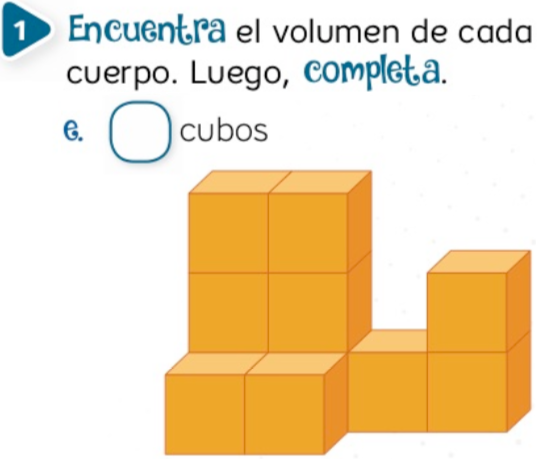 1 Encuentra el volumen de cada
cuerpo. Luego, completa.
e. cubos